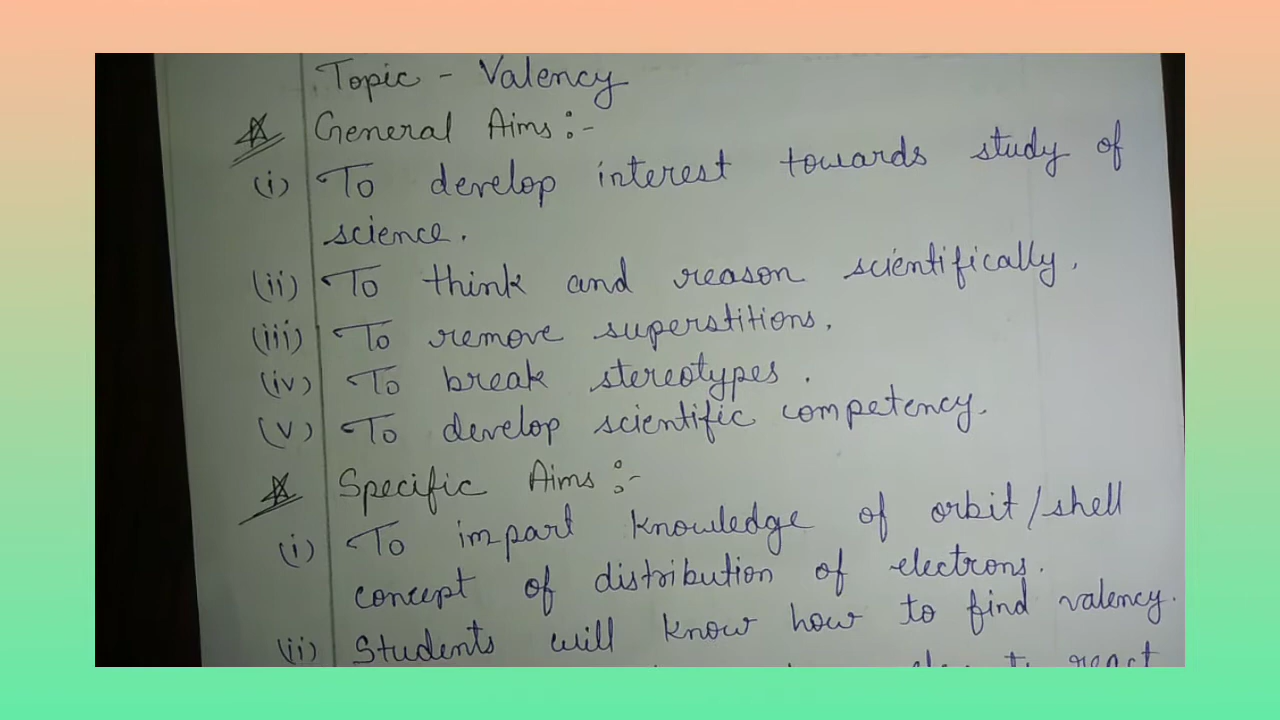 Topic - Valency
General Aims :-
(i) To develop interest towards study of
science.
(ii) To think and reason scientifically.
(iii) To remove superstitions.
(iv) To break stereotypes.
(v) To develop scientific competency.
Specific Aims :-
(i) To impart knowledge of orbit/shell
concept of distribution of electrons.
(ii) Students will know how to find valency.
to react